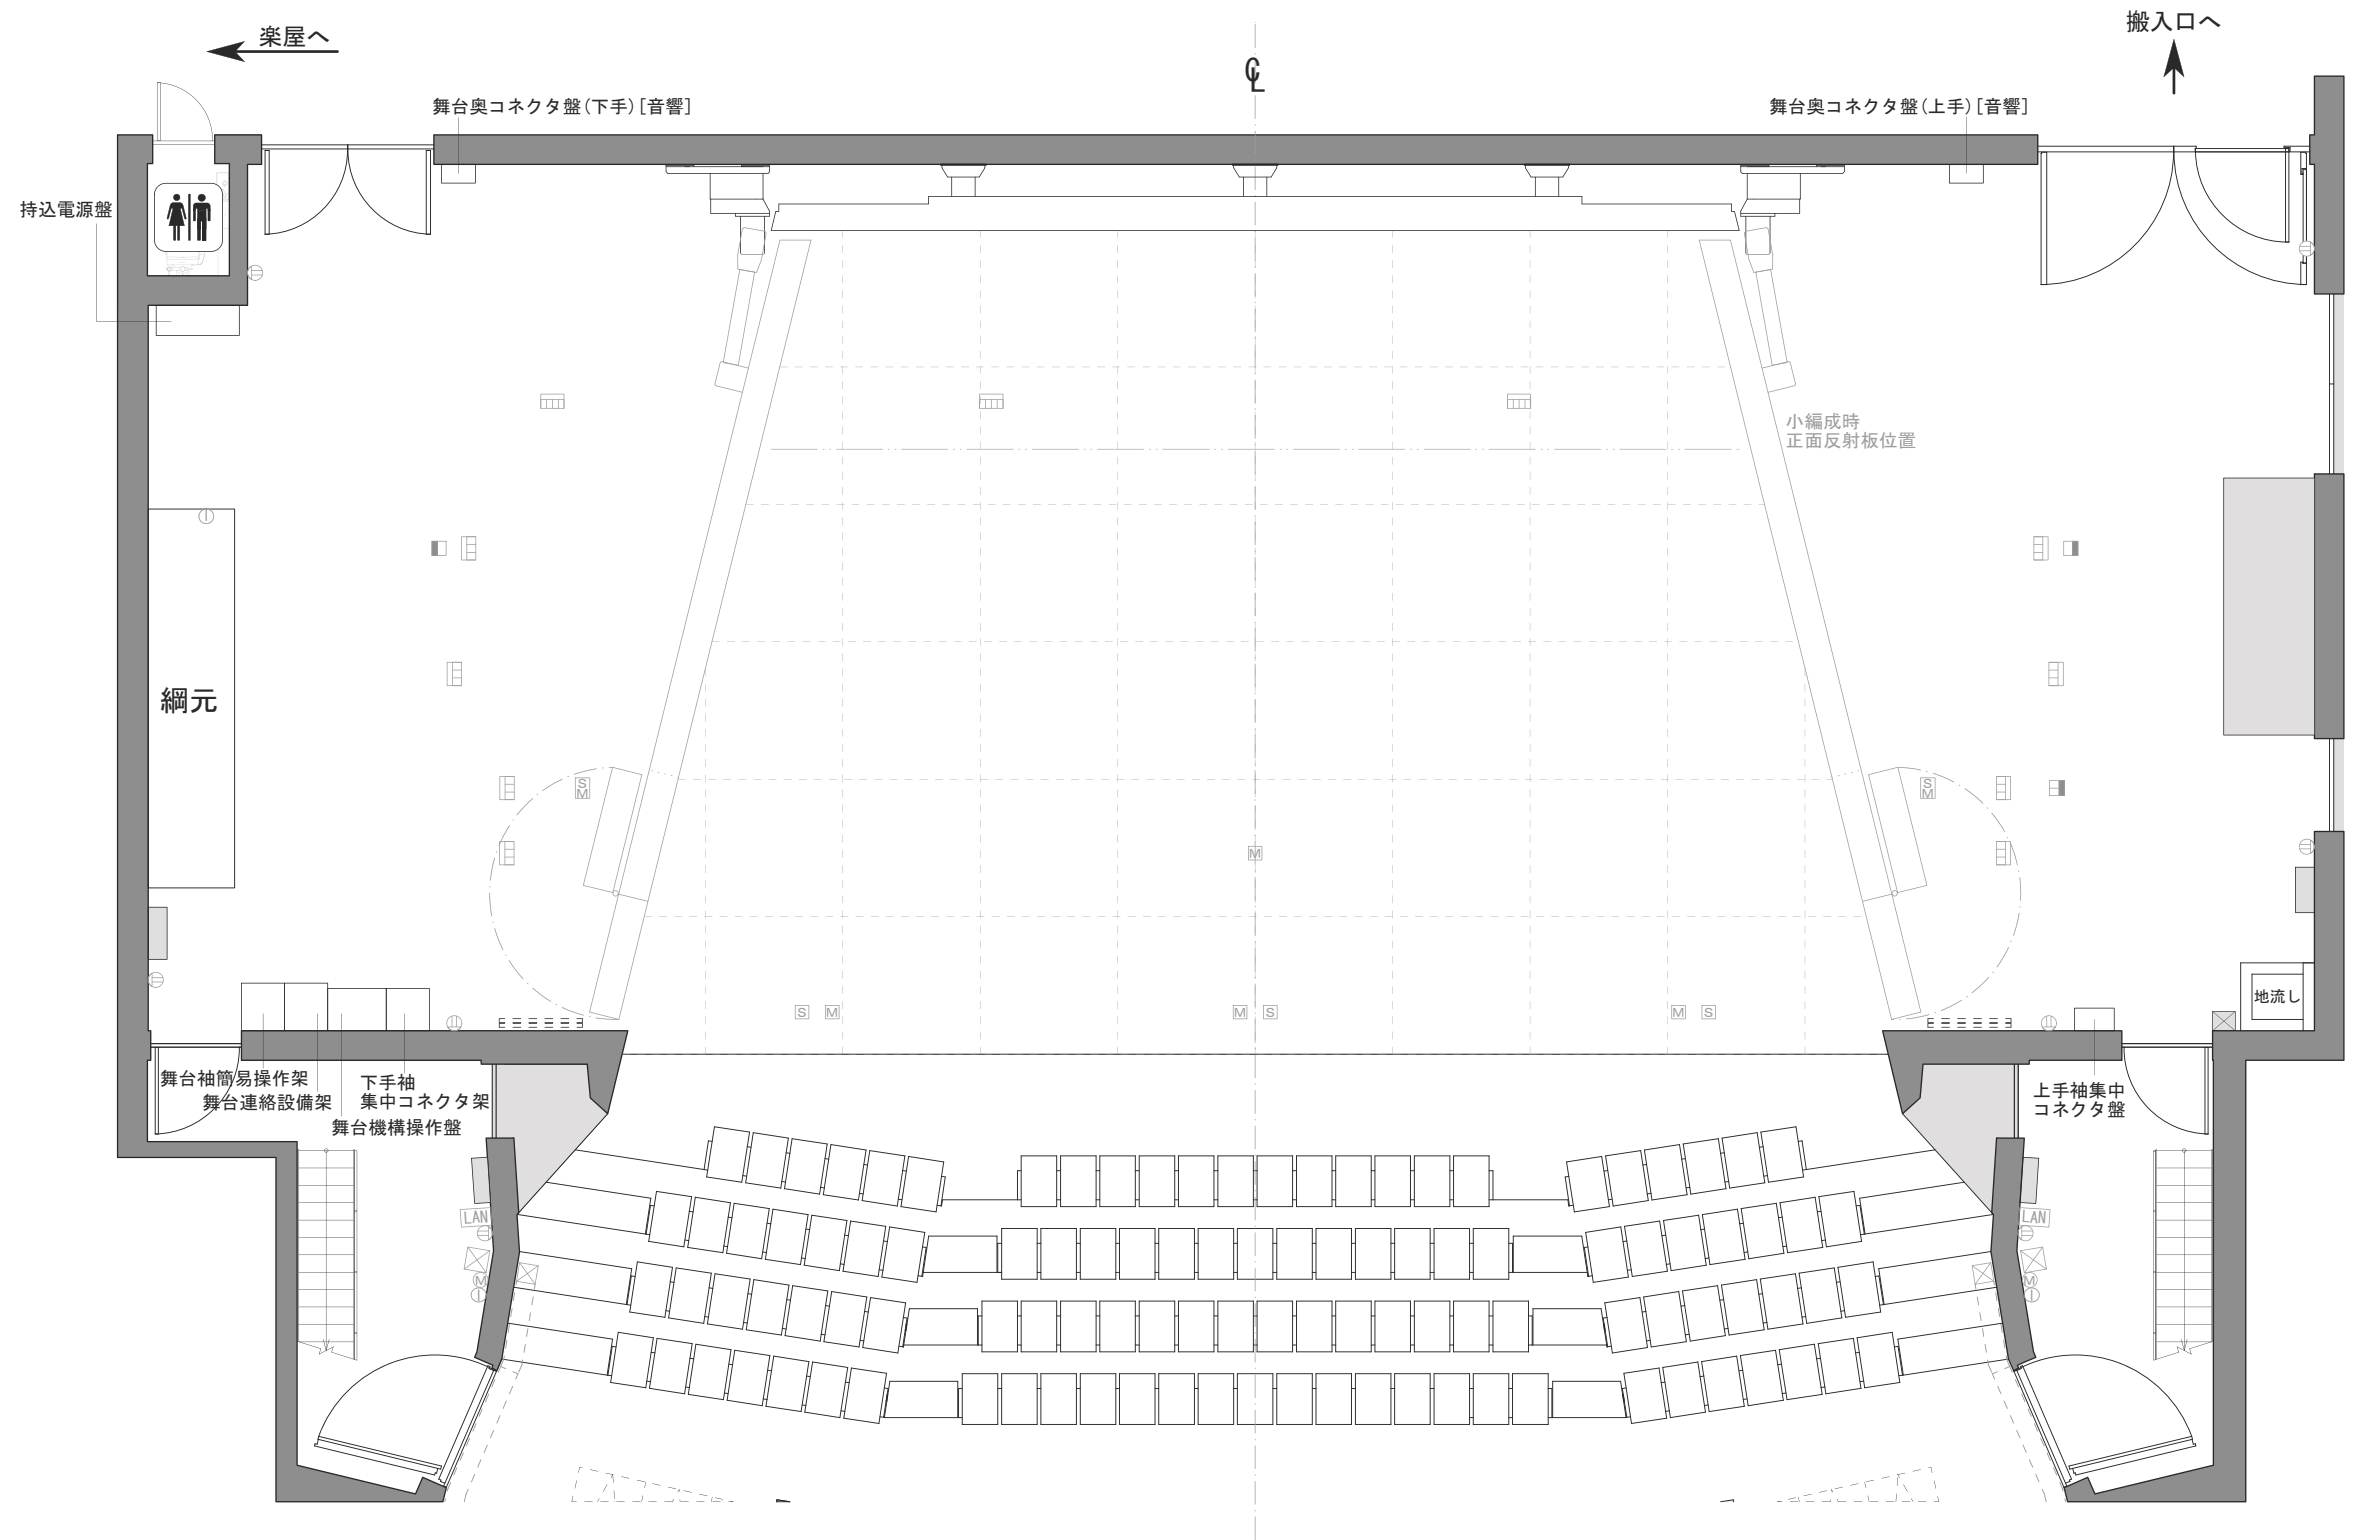 楽屋へ
搬入口へ
℄
舞台奥コネクタ盤(下手)[音響]
舞台奥コネクタ盤(上手)[音響]
持込電源盤
小編成時
正面反射板位置
綱元
S
M
S
M
M
S
M
M
S
M
S
地流し
舞台袖簡易操作架
舞台連絡設備架
舞台機構操作盤
下手袖
集中コネクタ架
上手袖集中
コネクタ盤
LAN
LAN
M
M